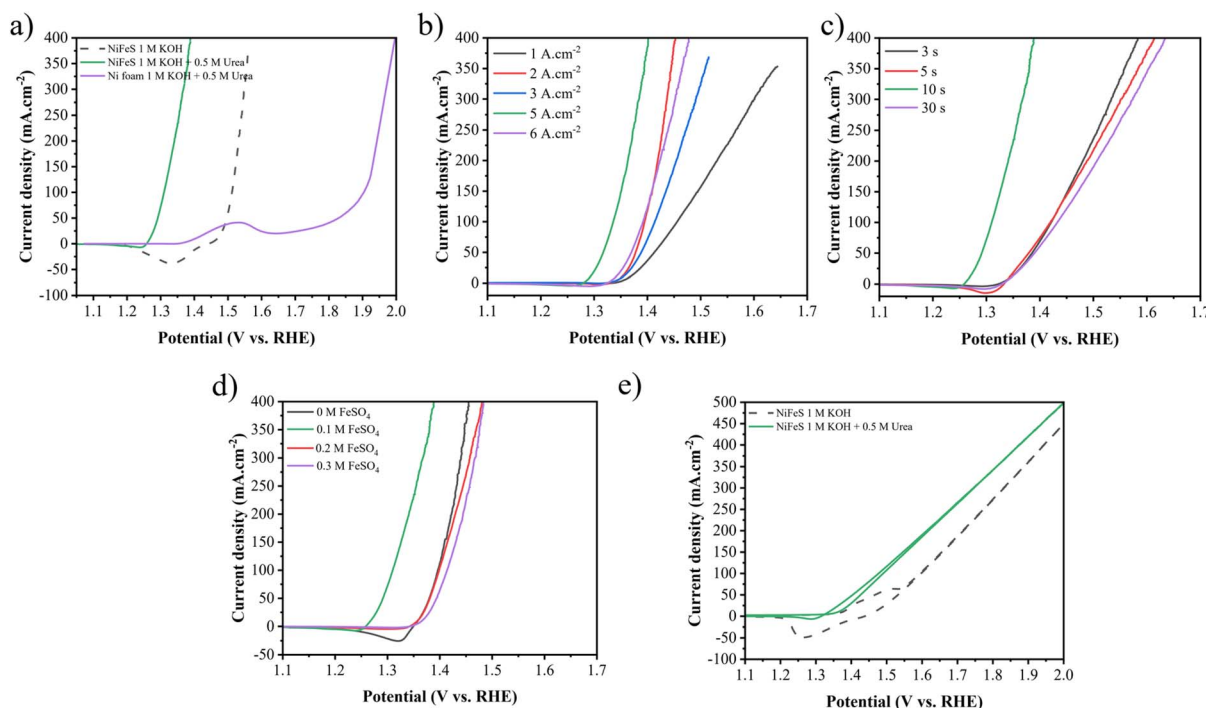 a)
NiFeS 1 M KOH
NiFeS 1 M KOH + 0.5 M Urea
Ni foam 1 M KOH + 0.5 M Urea
400
350
300
250
200
150
100
50
0
-50
-100
1.1 1.2 1.3 1.4 1.5 1.6 1.7 1.8 1.9 2.0
Current density (mA.cm⁻²)
Potential (V vs. RHE)
b)
1 A.cm⁻²
2 A.cm⁻²
3 A.cm⁻²
5 A.cm⁻²
6 A.cm⁻²
400
350
300
250
200
150
100
50
0
1.1 1.2 1.3 1.4 1.5 1.6 1.7
Current density (mA.cm⁻²)
Potential (V vs. RHE)
c)
3 s
5 s
10 s
30 s
400
350
300
250
200
150
100
50
0
1.1 1.2 1.3 1.4 1.5 1.6 1.7
Current density (mA.cm⁻²)
Potential (V vs. RHE)
d)
0 M FeSO₄
0.1 M FeSO₄
0.2 M FeSO₄
0.3 M FeSO₄
400
350
300
250
200
150
100
50
0
-50
1.1 1.2 1.3 1.4 1.5 1.6 1.7
Current density (mA.cm⁻²)
Potential (V vs. RHE)
e)
NiFeS 1 M KOH
NiFeS 1 M KOH + 0.5 M Urea
500
450
400
350
300
250
200
150
100
50
0
-50
-100
1.1 1.2 1.3 1.4 1.5 1.6 1.7 1.8 1.9 2.0
Current density (mA.cm⁻²)
Potential (V vs. RHE)